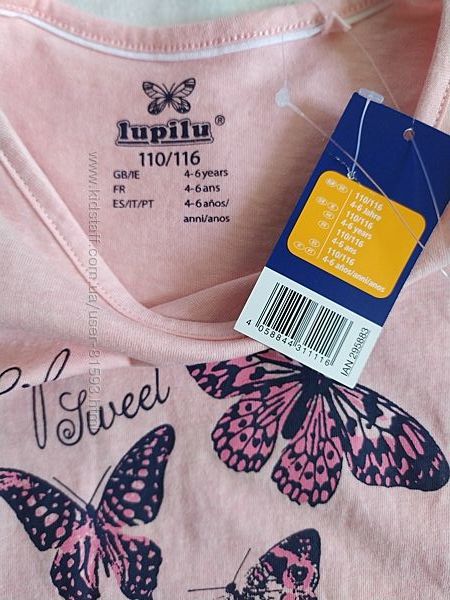 lupilu®
110/116
GB/IE 4-6 years
FR 4-6 ans
ES/IT/PT 4-6 años/
anni/anos
110/116
4-6 Jahre
110/116
4-6 years
110/116
4-6 ans
110/116
4-6 años/anni/anos
4 058844 311116
IAN 295883
Sweet